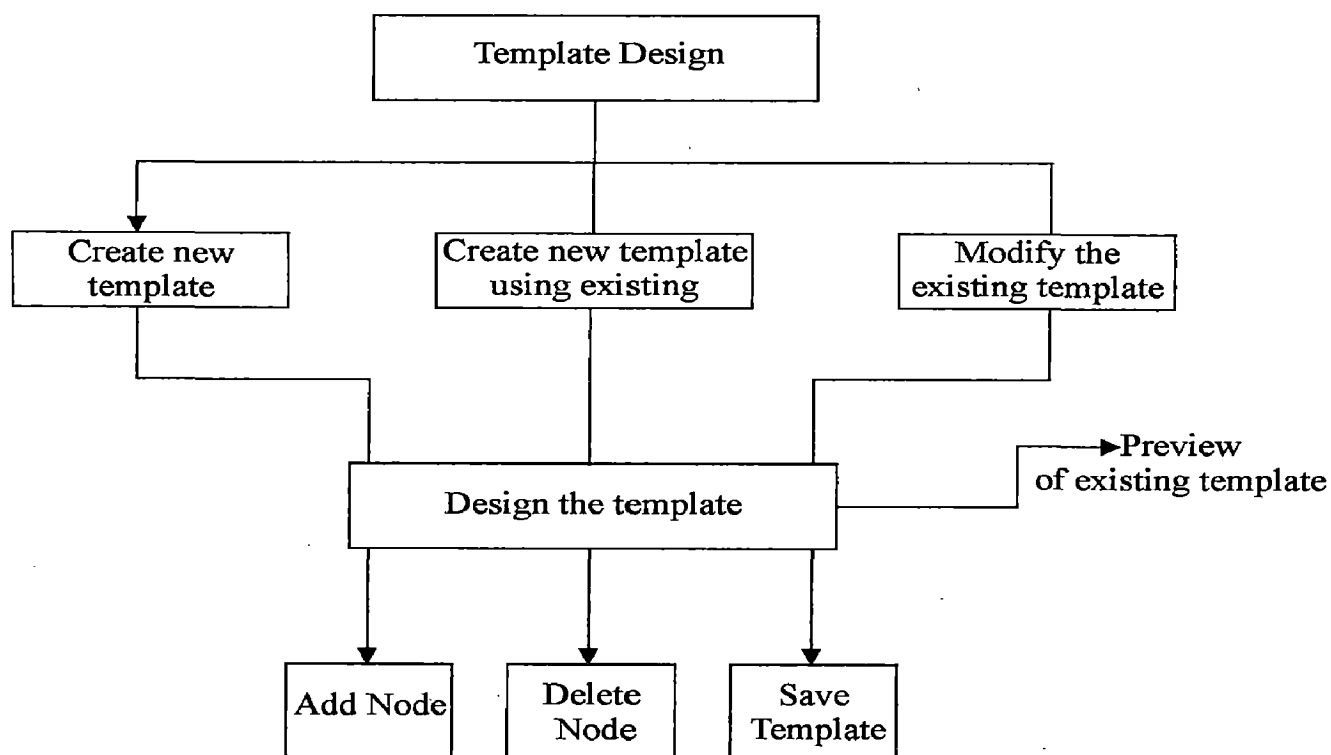 Template Design
Create new
template
Create new template
using existing
Modify the
existing template
Design the template
Preview
of existing template
Add Node
Delete
Node
Save
Template